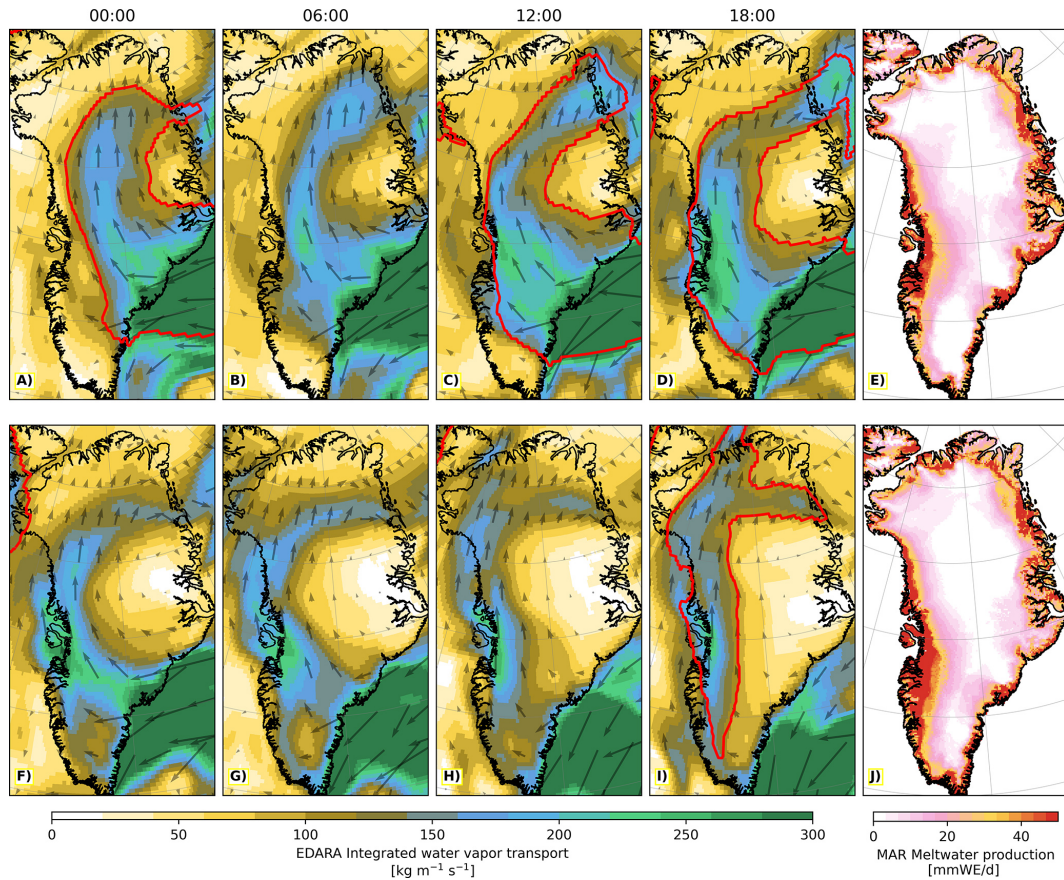 00:00 06:00 12:00 18:00
A) B) C) D) E)
F) G) H) I) J)
0 50 100 150 200 250 300 0 20 40
EDARA Integrated water vapor transport
[kg m⁻¹ s⁻¹]
MAR Meltwater production
[mmWE/d]